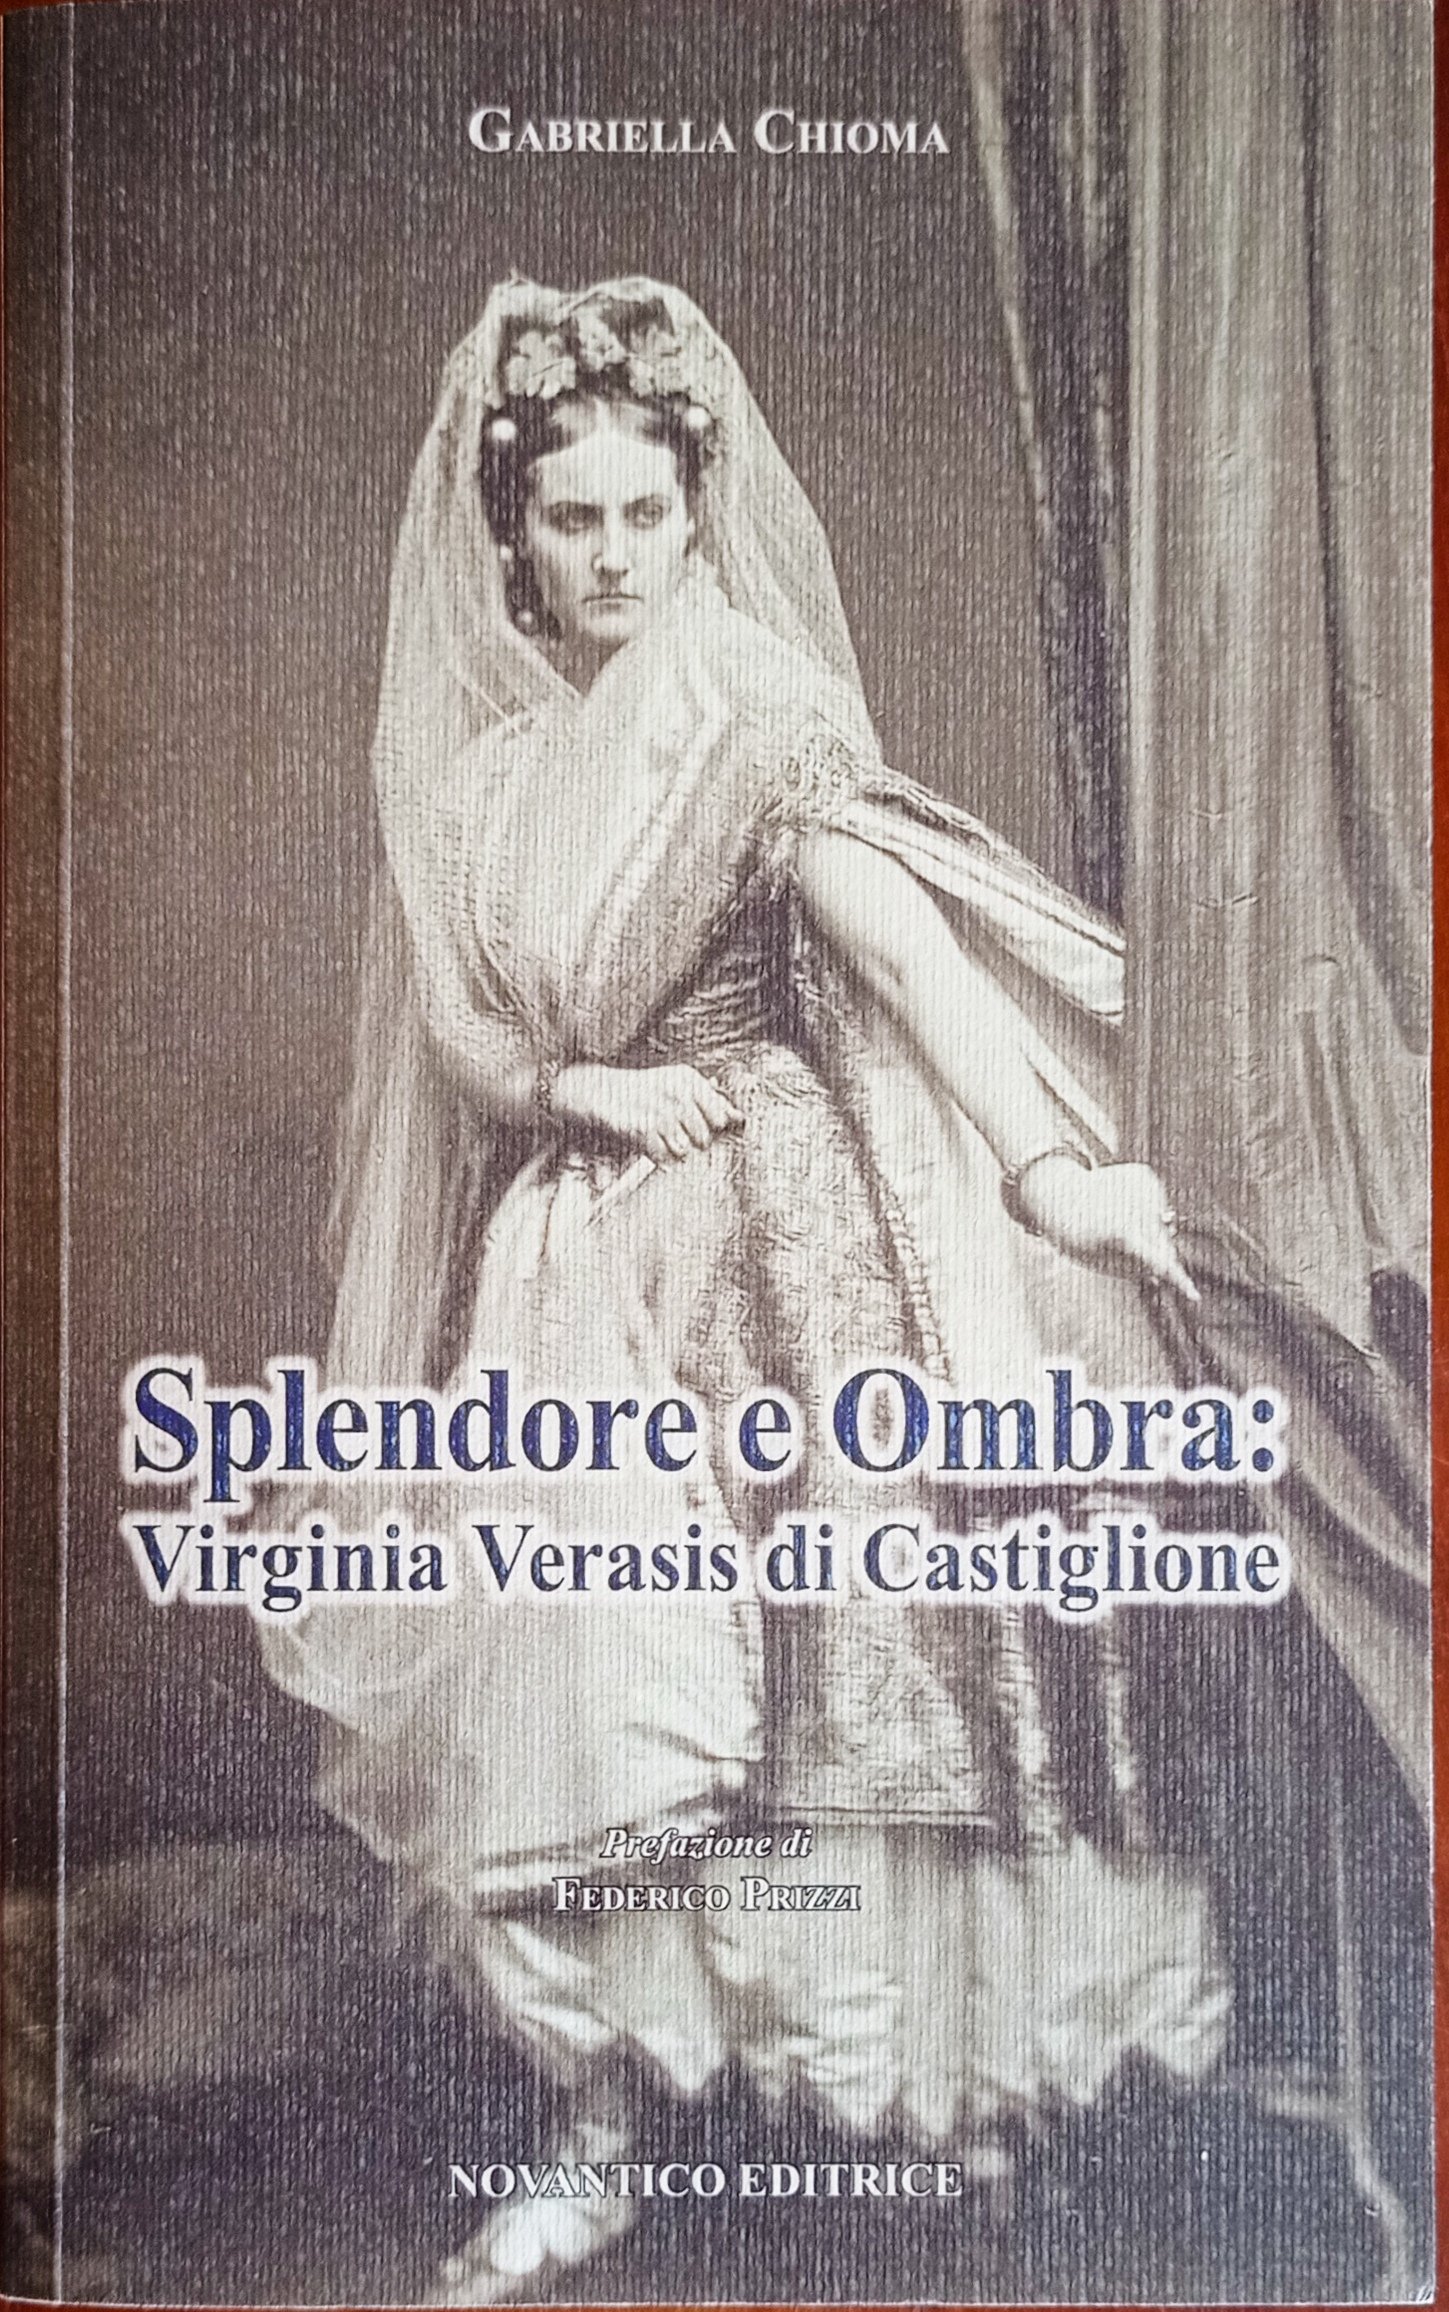 GABRIELLA CHIOMA
Splendore e Ombra:
Virginia Verasis di Castiglione
Prefazione di
FEDERICO PRIZZI
NOVANTICO EDITRICE